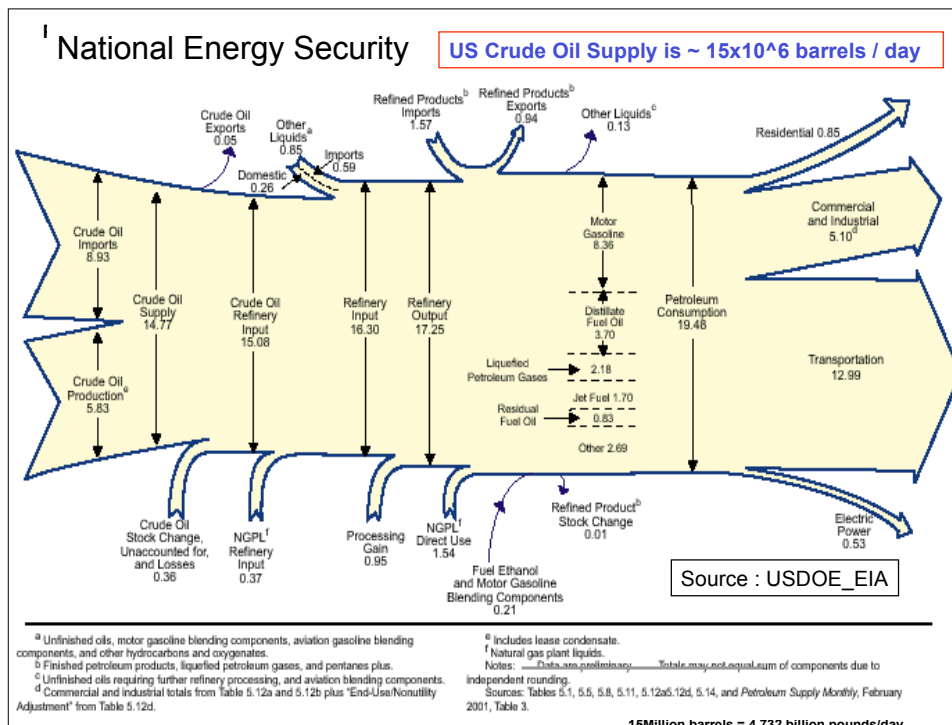 National Energy Security
US Crude Oil Supply is ~ 15x10^6 barrels / day
Crude Oil
Exports
0.05
Other
Liquids a
0.85
Imports
0.59
Domestic
0.26
Refined Products b
Imports
1.57
Refined Products b
Exports
0.94
Other Liquids c
0.13
Residential 0.85
Crude Oil
Imports
8.93
Crude Oil
Supply
14.77
Crude Oil
Refinery
Input
15.08
Refinery
Input
16.30
Refinery
Output
17.25
Motor
Gasoline
8.36
Distillate
Fuel Oil
3.70
Liquefied
Petroleum Gases
2.18
Jet Fuel 1.70
Residual
Fuel Oil
0.83
Other 2.69
Petroleum
Consumption
19.48
Commercial
and Industrial
5.10 d
Transportation
12.99
Crude Oil
Production e
5.83
Crude Oil
Stock Change,
Unaccounted for,
and Losses
0.36
NGPL f
Refinery
Input
0.37
Processing
Gain
0.95
NGPL f
Direct Use
1.54
Fuel Ethanol
and Motor Gasoline
Blending Components
0.21
Refined Product b
Stock Change
0.01
Electric
Power
0.53
Source : USDOE_EIA
a Unfinished oils, motor gasoline blending components, aviation gasoline blending
components, and other hydrocarbons and oxygenates.
b Finished petroleum products, liquefied petroleum gases, and pentanes plus.
c Unfinished oils requiring further refinery processing, and aviation blending components.
d Commercial and industrial totals from Table 5.12a and 5.12b plus "End-Use/Nonutility
Adjustment" from Table 5.12d.
e Includes lease condensate.
f Natural gas plant liquids.
Notes: Data are preliminary. Totals may not equal sum of components due to
independent rounding.
Sources: Tables 5.1, 5.5, 5.8, 5.11, 5.12a5.12d, 5.14, and Petroleum Supply Monthly, February
2001, Table 3.
15Million barrels = 4.732 billion pounds/day